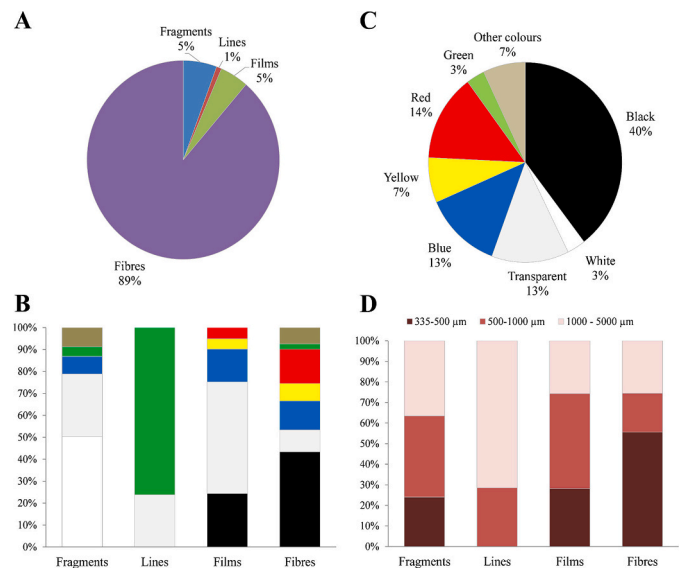 A
Fragments
5%
Lines
1%
Films
5%
Fibres
89%
C
Other colours
7%
Green
3%
Red
14%
Yellow
7%
Blue
13%
Transparent
13%
White
3%
Black
40%
B
100%
90%
80%
70%
60%
50%
40%
30%
20%
10%
0%
Fragments Lines Films Fibres
D
335-500 µm 500-1000 µm 1000 - 5000 µm
100%
90%
80%
70%
60%
50%
40%
30%
20%
10%
0%
Fragments Lines Films Fibres